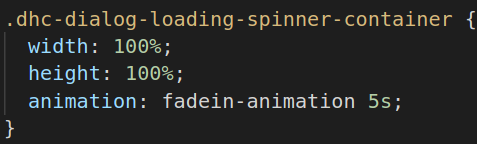 .dhc-dialog-loading-spinner-container {
  width: 100%;
  height: 100%;
  animation: fadein-animation 5s;
}